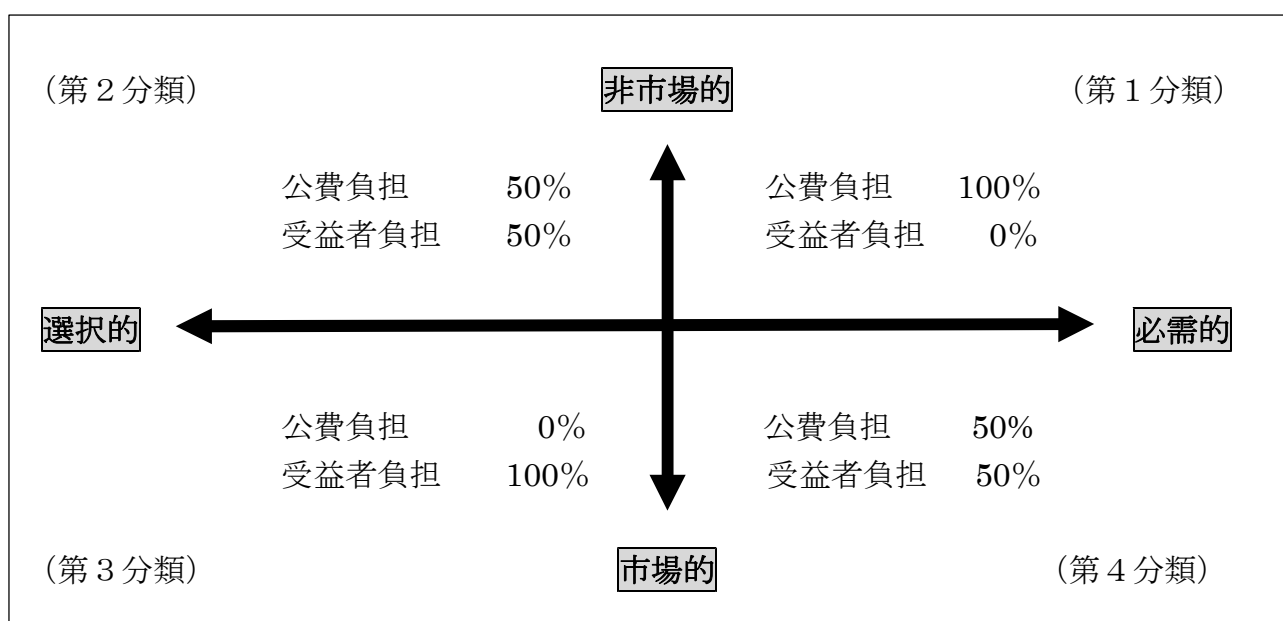 （第２分類）　非市場的　（第１分類）
公費負担　50%　公費負担　100%
受益者負担　50%　受益者負担　0%
選択的　必需的
公費負担　0%　公費負担　50%
受益者負担　100%　受益者負担　50%
（第３分類）　市場的　（第４分類）